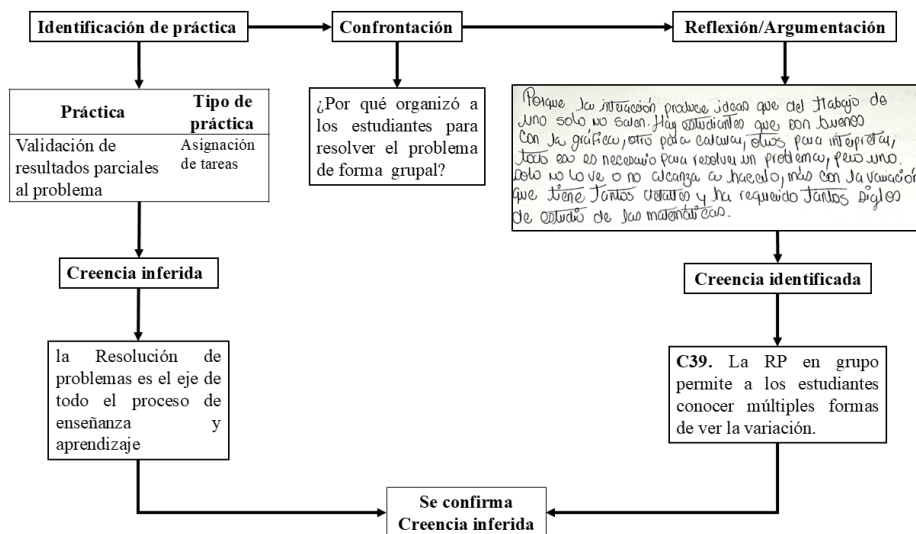 Identificación de práctica
Confrontación
Reflexión/Argumentación
Práctica
Tipo de práctica
Validación de resultados parciales al problema
Asignación de tareas
¿Por qué organizó a
los estudiantes para
resolver el problema
de forma grupal?
Porque la interacción produce ideas que del trabajo de
uno solo no salen. Hay estudiantes que son buenos
con la gráfica, otro para calcular, otros para interpretar,
todo eso es necesario para resolver un problema, pero uno
solo no lo ve o no alcanza a hacerlo, más con la variación
que tiene tantos detalles y ha requerido tantos siglos
de estudio de las matemáticas.
Creencia inferida
Creencia identificada
la Resolución de
problemas es el eje de
todo el proceso de
enseñanza y
aprendizaje
C39. La RP en grupo
permite a los estudiantes
conocer múltiples formas
de ver la variación.
Se confirma
Creencia inferida